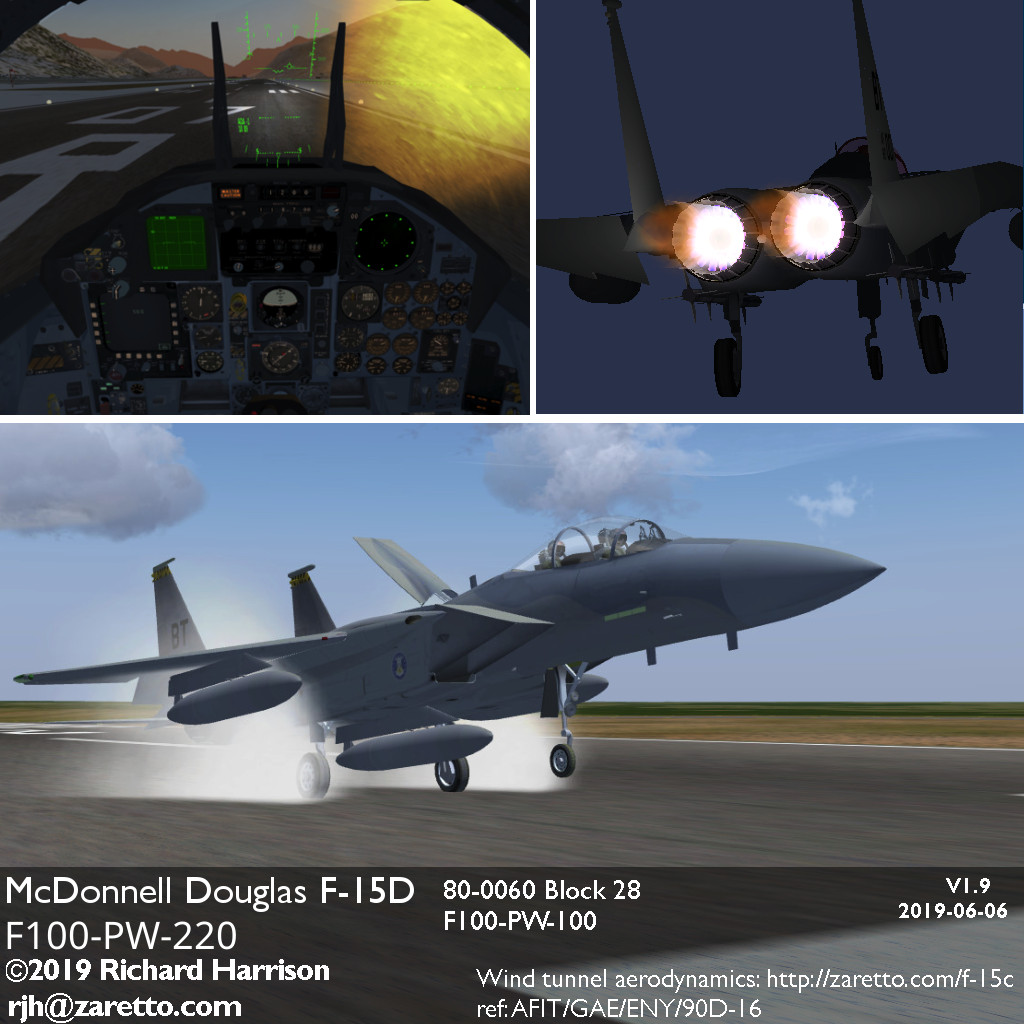 MASTER
CAUTION
BT
McDonnell Douglas F-15D
F100-PW-220
©2019 Richard Harrison
rjh@zaretto.com
80-0060 Block 28
F100-PW-100
V1.9
2019-06-06
Wind tunnel aerodynamics: http://zaretto.com/f-15c
ref:AFIT/GAE/ENY/90D-16